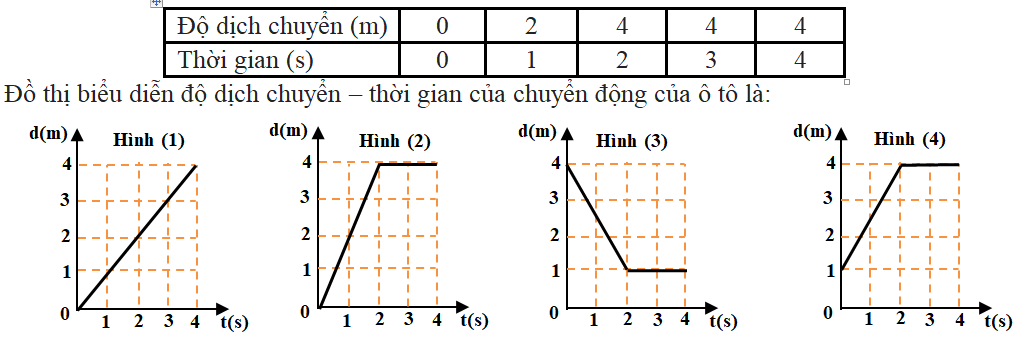 Độ dịch chuyển (m) 0 2 4 4 4
Thời gian (s) 0 1 2 3 4
Đồ thị biểu diễn độ dịch chuyển – thời gian của chuyển động của ô tô là:
d(m) Hình (1)
4
3
2
1
0 1 2 3 4 t(s)
d(m) Hình (2)
4
3
2
1
0 1 2 3 4 t(s)
d(m) Hình (3)
4
3
2
1
0 1 2 3 4 t(s)
d(m) Hình (4)
4
3
2
1
0 1 2 3 4 t(s)